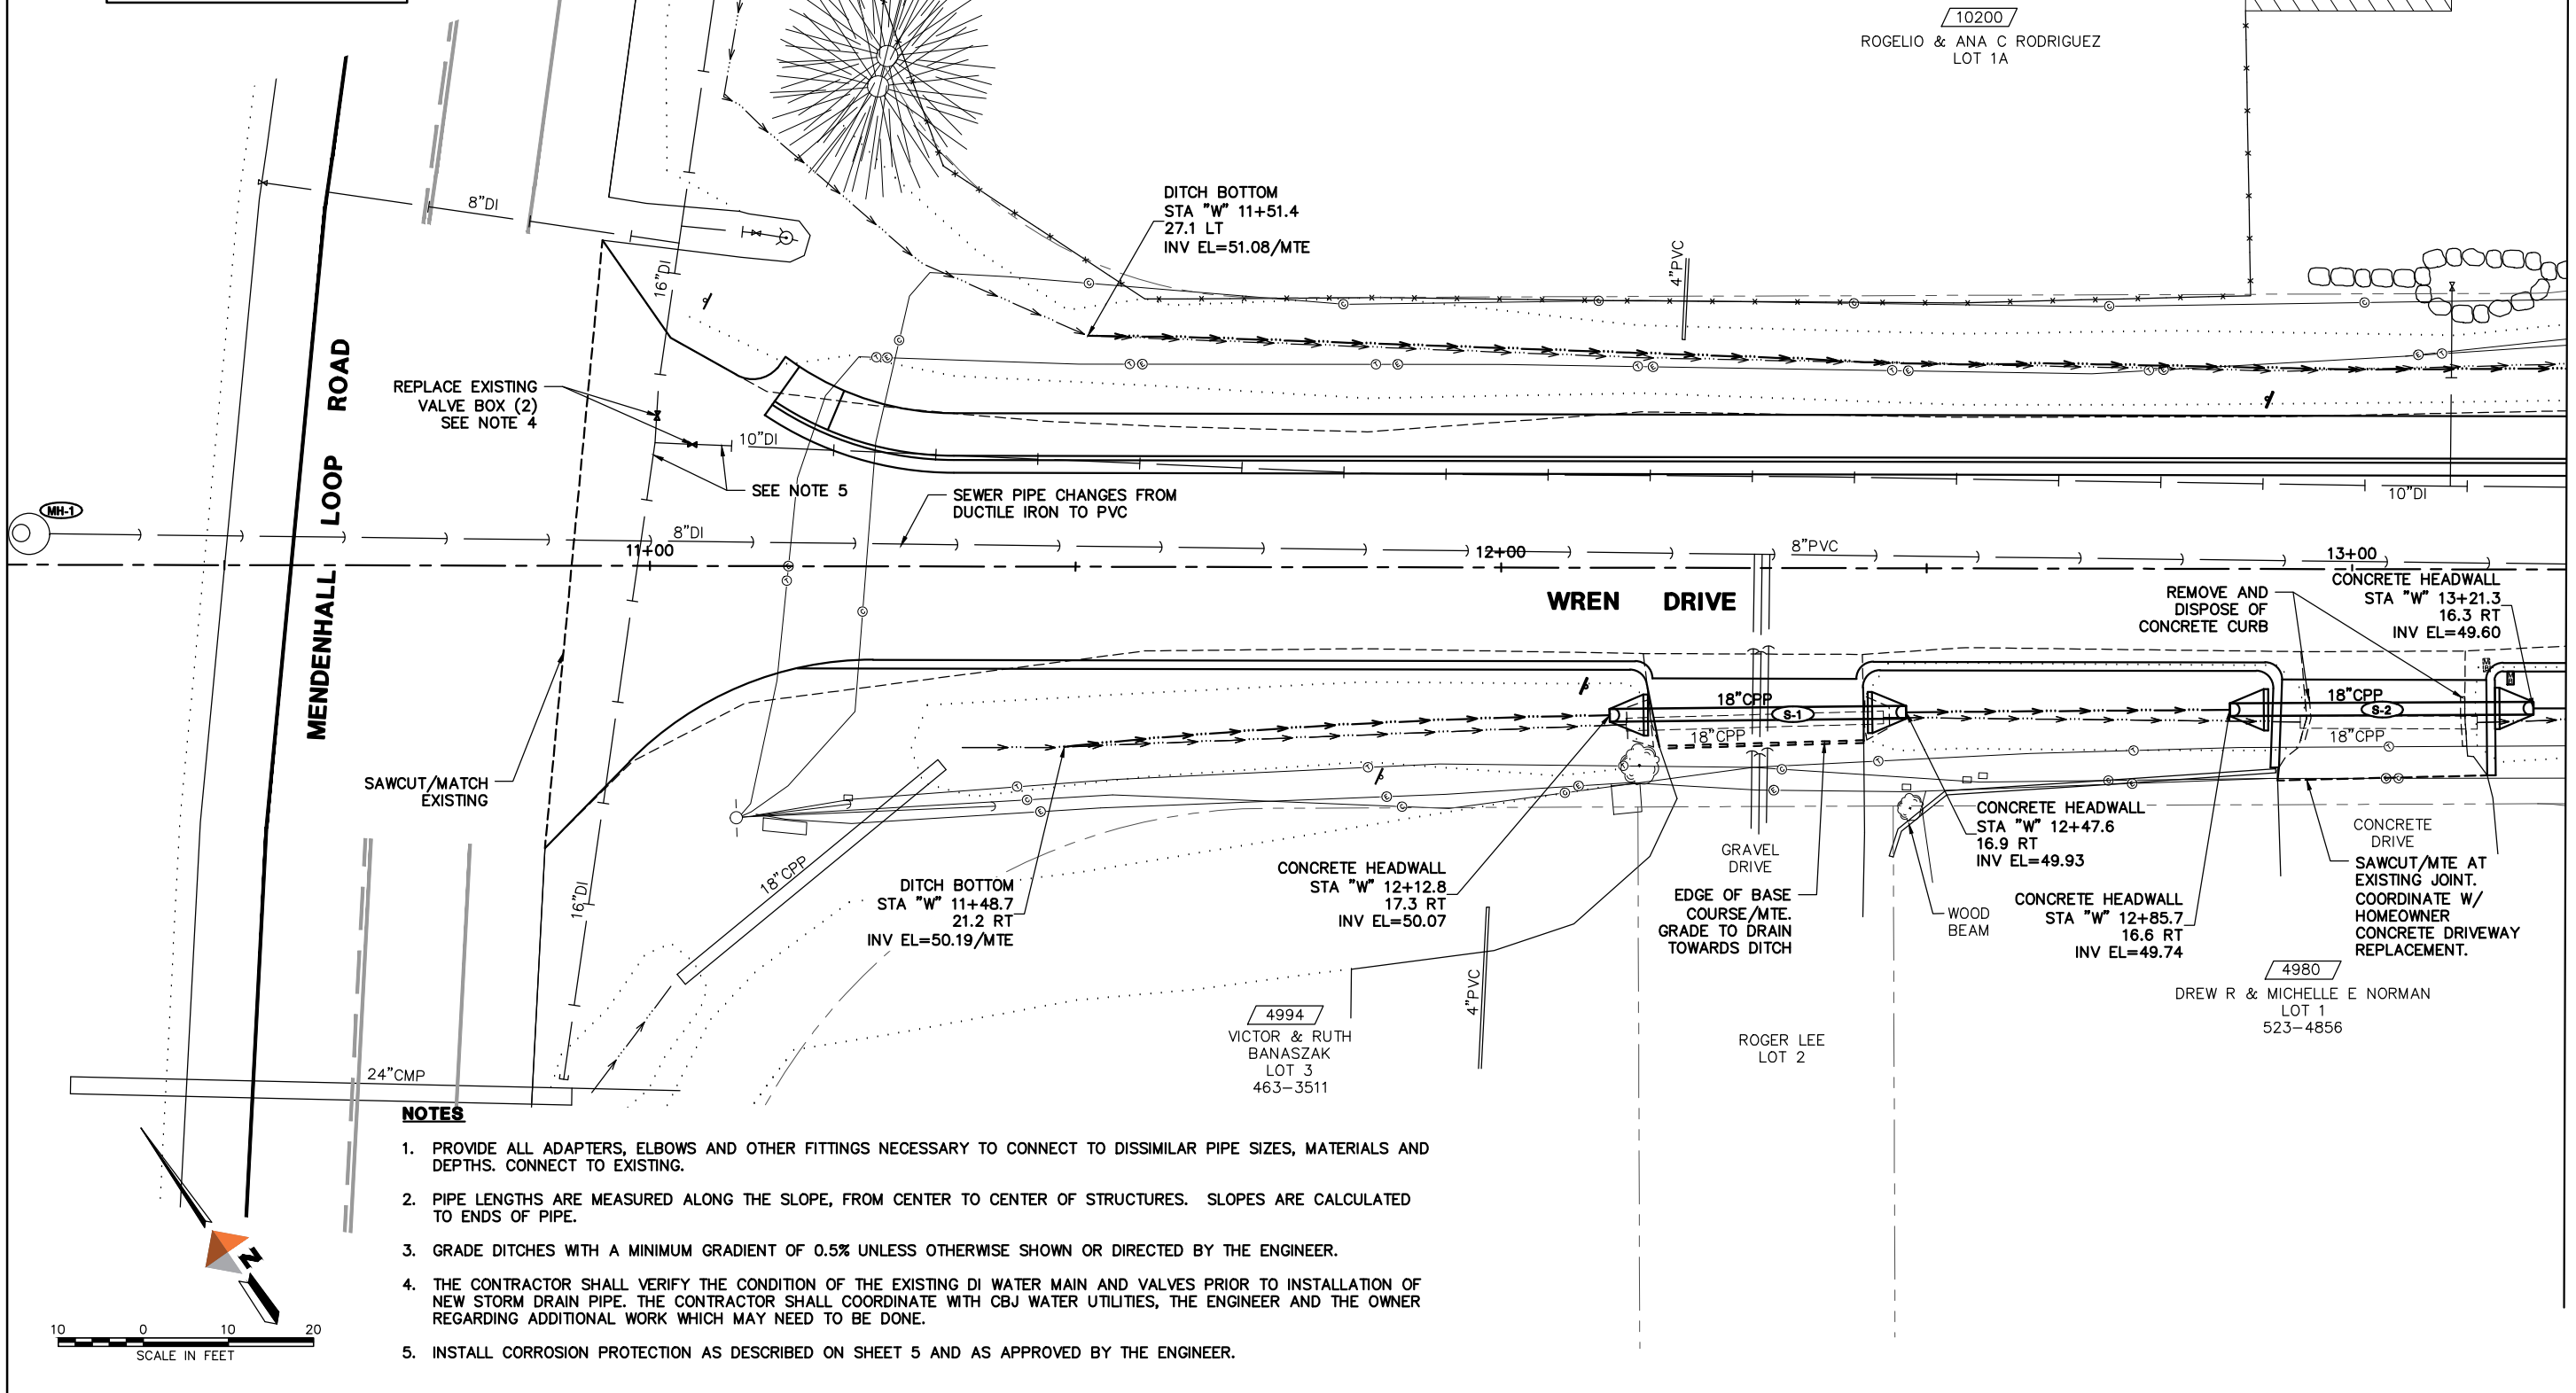 10200
ROGELIO & ANA C RODRIGUEZ
LOT 1A
8"DI
16"DI
DITCH BOTTOM
STA "W" 11+51.4
27.1 LT
INV EL=51.08/MTE
4"PVC
MENDENHALL LOOP ROAD
REPLACE EXISTING
VALVE BOX (2)
SEE NOTE 4
10"DI
SEE NOTE 5
SEWER PIPE CHANGES FROM
DUCTILE IRON TO PVC
10"DI
MH-1
8"DI
11+00
12+00
8"PVC
13+00
WREN DRIVE
REMOVE AND
DISPOSE OF
CONCRETE CURB
CONCRETE HEADWALL
STA "W" 13+21.3
16.3 RT
INV EL=49.60
18"CPP
S-1
18"CPP
18"CPP
S-2
18"CPP
SAWCUT/MATCH
EXISTING
18"CPP
16"DI
DITCH BOTTOM
STA "W" 11+48.7
21.2 RT
INV EL=50.19/MTE
CONCRETE HEADWALL
STA "W" 12+12.8
17.3 RT
INV EL=50.07
GRAVEL
DRIVE
EDGE OF BASE
COURSE/MTE.
GRADE TO DRAIN
TOWARDS DITCH
WOOD
BEAM
CONCRETE HEADWALL
STA "W" 12+47.6
16.9 RT
INV EL=49.93
CONCRETE HEADWALL
STA "W" 12+85.7
16.6 RT
INV EL=49.74
CONCRETE
DRIVE
SAWCUT/MTE AT
EXISTING JOINT.
COORDINATE W/
HOMEOWNER
CONCRETE DRIVEWAY
REPLACEMENT.
4"PVC
4994
VICTOR & RUTH
BANASZAK
LOT 3
463-3511
ROGER LEE
LOT 2
4980
DREW R & MICHELLE E NORMAN
LOT 1
523-4856
24"CMP
NOTES
1. PROVIDE ALL ADAPTERS, ELBOWS AND OTHER FITTINGS NECESSARY TO CONNECT TO DISSIMILAR PIPE SIZES, MATERIALS AND
DEPTHS. CONNECT TO EXISTING.
2. PIPE LENGTHS ARE MEASURED ALONG THE SLOPE, FROM CENTER TO CENTER OF STRUCTURES. SLOPES ARE CALCULATED
TO ENDS OF PIPE.
3. GRADE DITCHES WITH A MINIMUM GRADIENT OF 0.5% UNLESS OTHERWISE SHOWN OR DIRECTED BY THE ENGINEER.
4. THE CONTRACTOR SHALL VERIFY THE CONDITION OF THE EXISTING DI WATER MAIN AND VALVES PRIOR TO INSTALLATION OF
NEW STORM DRAIN PIPE. THE CONTRACTOR SHALL COORDINATE WITH CBJ WATER UTILITIES, THE ENGINEER AND THE OWNER
REGARDING ADDITIONAL WORK WHICH MAY NEED TO BE DONE.
5. INSTALL CORROSION PROTECTION AS DESCRIBED ON SHEET 5 AND AS APPROVED BY THE ENGINEER.
N
10 0 10 20
SCALE IN FEET